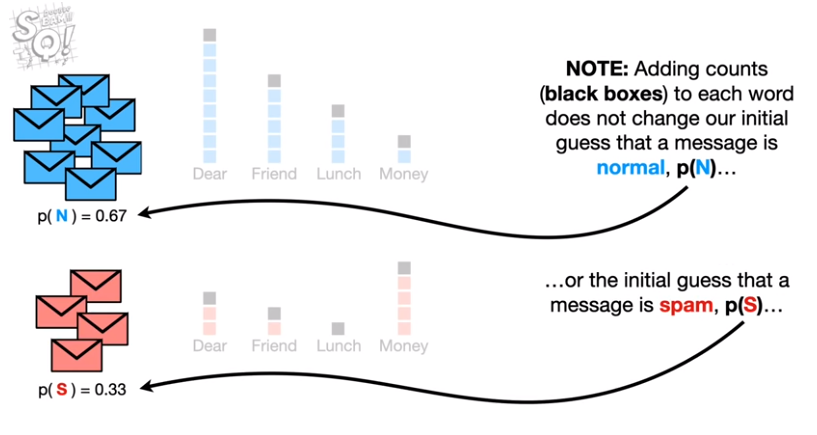 StatQuest!
NOTE: Adding counts
(black boxes) to each word
does not change our initial
guess that a message is
normal, p(N)…
Dear Friend Lunch Money
p( N ) = 0.67
…or the initial guess that a
message is spam, p(S)…
Dear Friend Lunch Money
p( S ) = 0.33